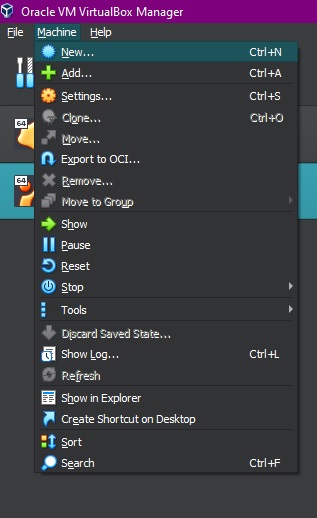 Oracle VM VirtualBox Manager
File Machine Help
New... Ctrl+N
Add... Ctrl+A
Settings... Ctrl+S
64
Clone... Ctrl+O
Move...
Export to OCI...
64
Remove...
Move to Group
Show
Pause
Reset
Stop
Tools
Discard Saved State...
Show Log... Ctrl+L
Refresh
Show in Explorer
Create Shortcut on Desktop
Sort
Search Ctrl+F